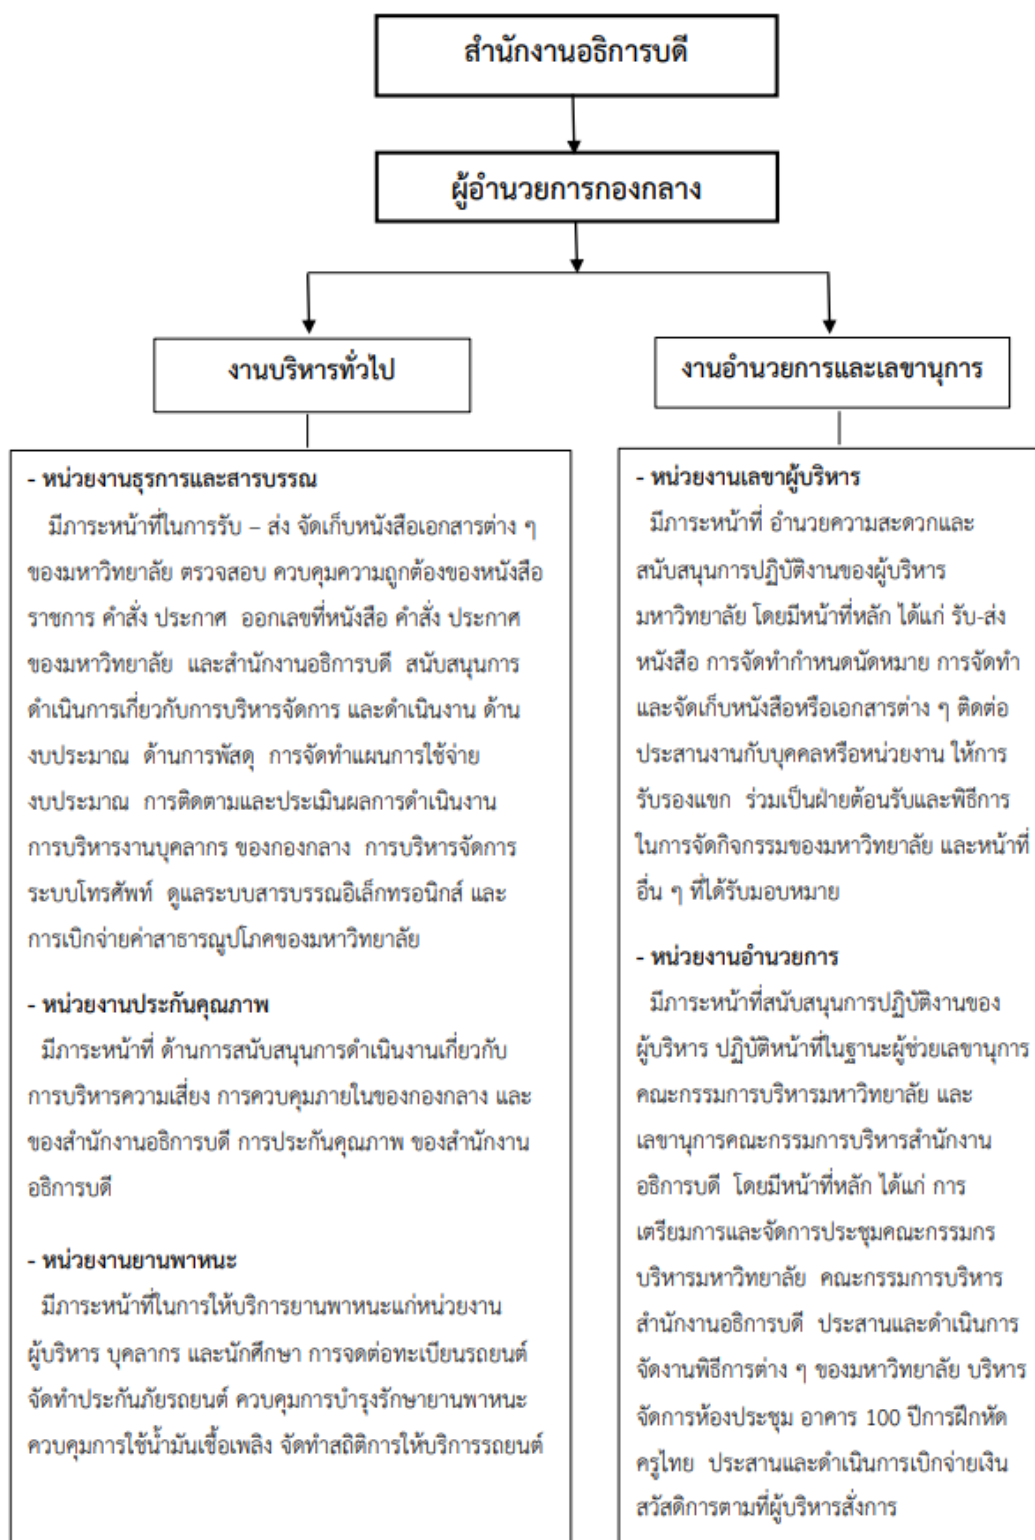 สำนักงานอธิการบดี
ผู้อำนวยการกองกลาง
งานบริหารทั่วไป
งานอำนวยการและเลขานุการ
- หน่วยงานธุรการและสารบรรณ
มีภาระหน้าที่ในการรับ – ส่ง จัดเก็บหนังสือเอกสารต่าง ๆ
ของมหาวิทยาลัย ตรวจสอบ ควบคุมความถูกต้องของหนังสือ
ราชการ คำสั่ง ประกาศ ออกเลขที่หนังสือ คำสั่ง ประกาศ
ของมหาวิทยาลัย และสำนักงานอธิการบดี สนับสนุนการ
ดำเนินการเกี่ยวกับการบริหารจัดการ และดำเนินงาน ด้าน
งบประมาณ ด้านการพัสดุ การจัดทำแผนการใช้จ่าย
งบประมาณ การติดตามและประเมินผลการดำเนินงาน
การบริหารงานบุคลากร ของกองกลาง การบริหารจัดการ
ระบบโทรศัพท์ ดูแลระบบสารบรรณอิเล็กทรอนิกส์ และ
การเบิกจ่ายค่าสาธารณูปโภคของมหาวิทยาลัย
- หน่วยงานประกันคุณภาพ
มีภาระหน้าที่ ด้านการสนับสนุนการดำเนินงานเกี่ยวกับ
การบริหารความเสี่ยง การควบคุมภายในของกองกลาง และ
ของสำนักงานอธิการบดี การประกันคุณภาพ ของสำนักงาน
อธิการบดี
- หน่วยงานยานพาหนะ
มีภาระหน้าที่ในการให้บริการยานพาหนะแก่หน่วยงาน
ผู้บริหาร บุคลากร และนักศึกษา การจดต่อทะเบียนรถยนต์
จัดทำประกันภัยรถยนต์ ควบคุมการบำรุงรักษายานพาหนะ
ควบคุมการใช้น้ำมันเชื้อเพลิง จัดทำสถิติการให้บริการรถยนต์
- หน่วยงานเลขาผู้บริหาร
มีภาระหน้าที่ อำนวยความสะดวกและ
สนับสนุนการปฏิบัติงานของผู้บริหาร
มหาวิทยาลัย โดยมีหน้าที่หลัก ได้แก่ รับ-ส่ง
หนังสือ การจัดทำกำหนดนัดหมาย การจัดทำ
และจัดเก็บหนังสือหรือเอกสารต่าง ๆ ติดต่อ
ประสานงานกับบุคคลหรือหน่วยงาน ให้การ
รับรองแขก ร่วมเป็นฝ่ายต้อนรับและพิธีการ
ในการจัดกิจกรรมของมหาวิทยาลัย และหน้าที่
อื่น ๆ ที่ได้รับมอบหมาย
- หน่วยงานอำนวยการ
มีภาระหน้าที่สนับสนุนการปฏิบัติงานของ
ผู้บริหาร ปฏิบัติหน้าที่ในฐานะผู้ช่วยเลขานุการ
คณะกรรมการบริหารมหาวิทยาลัย และ
เลขานุการคณะกรรมการบริหารสำนักงาน
อธิการบดี โดยมีหน้าที่หลัก ได้แก่ การ
เตรียมการและจัดการประชุมคณะกรรมกร
บริหารมหาวิทยาลัย คณะกรรมการบริหาร
สำนักงานอธิการบดี ประสานและดำเนินการ
จัดงานพิธีการต่าง ๆ ของมหาวิทยาลัย บริหาร
จัดการห้องประชุม อาคาร 100 ปีการฝึกหัด
ครูไทย ประสานและดำเนินการเบิกจ่ายเงิน
สวัสดิการตามที่ผู้บริหารสั่งการ